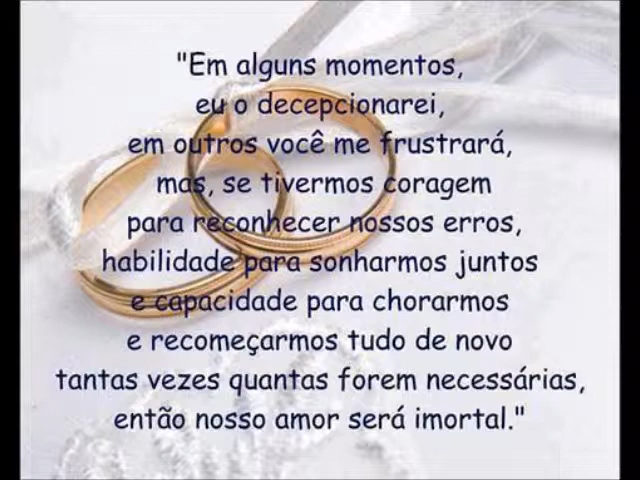 "Em alguns momentos,
eu o decepcionarei,
em outros você me frustrará,
mas, se tivermos coragem
para reconhecer nossos erros,
habilidade para sonharmos juntos
e capacidade para chorarmos
e recomeçarmos tudo de novo
tantas vezes quantas forem necessárias,
então nosso amor será imortal."